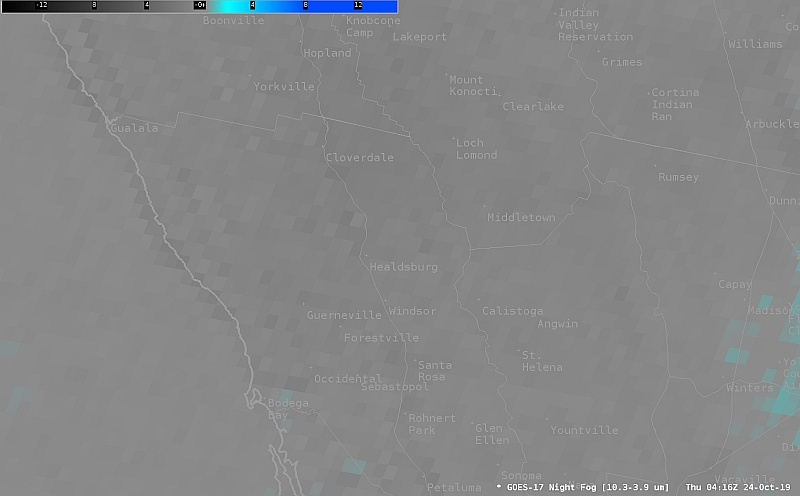 -12 8 4 -0+ 4 8 12
Boonville
Knobcone
Camp
Lakeport
Indian
Valley
Reservation
Williams
Hopland
Grimes
Yorkville
Mount
Konocti
Clearlake
Cortina
Indian
Ran
Arbuckle
Gualala
Cloverdale
Loch
Lomond
Rumsey
Dunni
Middletown
Healdsburg
Capay
Guerneville
Windsor
Calistoga
Angwin
Madiso
Forestville
St.
Helena
Occidental
Santa
Rosa
Sebastopol
Winters
Bodega
Bay
Rohnert
Park
Glen
Ellen
Yountville
Petaluma
Sonoma
Vacaville
* GOES-17 Night Fog [10.3-3.9 um] Thu 04:16Z 24-Oct-19